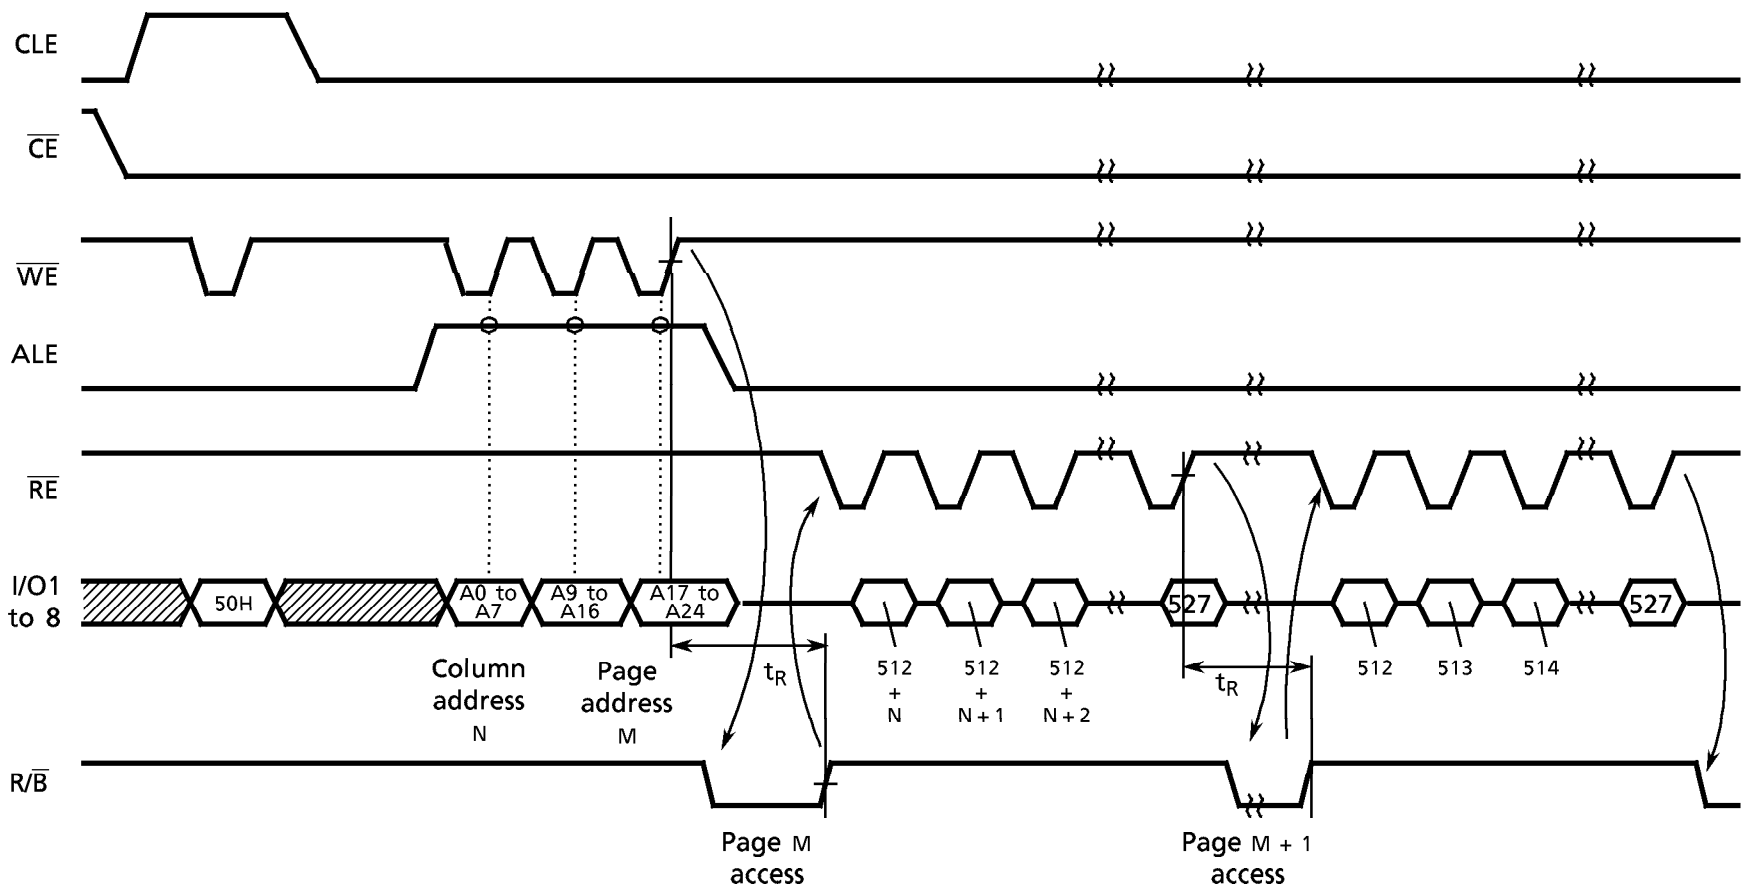 CLE
CE
WE
ALE
RE
I/O1
to 8
50H
A0 to
A7
A9 to
A16
A17 to
A24
527
527
Column
address
N
Page
address
M
tR
512
+
N
512
+
N + 1
512
+
N + 2
tR
512
513
514
R/B
Page M
access
Page M + 1
access